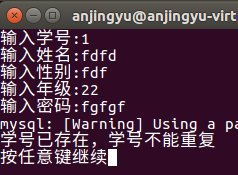 anjingyu@anjingyu-virt
输入学号:1
输入姓名:fdfd
输入性别:fdf
输入年级:22
输入密码:fgfgf
mysql: [Warning] Using a pa
学号已存在，学号不能重复
按任意键继续